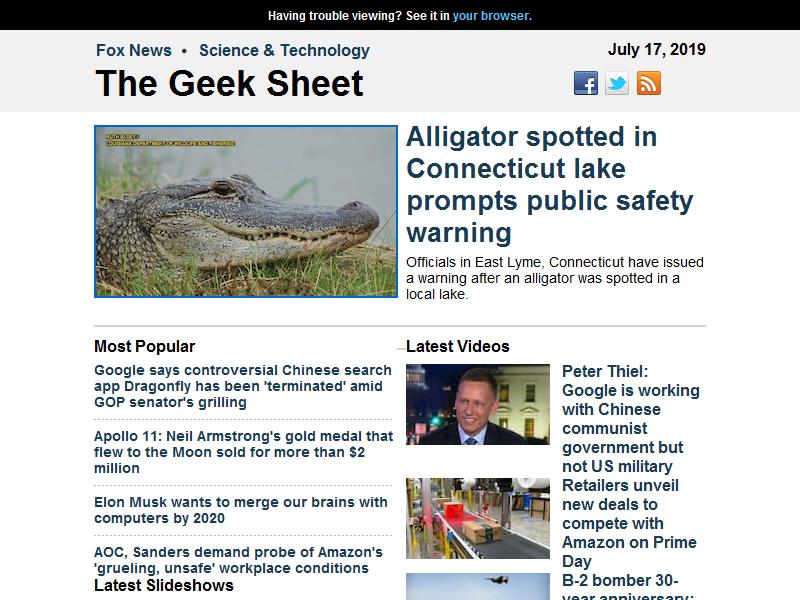 Having trouble viewing? See it in your browser.
Fox News • Science & Technology
July 17, 2019
The Geek Sheet
RUTH ELSEY /
LOUISIANA DEPARTMENT OF WILDLIFE AND FISHERIES
Alligator spotted in
Connecticut lake
prompts public safety
warning
Officials in East Lyme, Connecticut have issued
a warning after an alligator was spotted in a
local lake.
Most Popular
Google says controversial Chinese search
app Dragonfly has been 'terminated' amid
GOP senator's grilling
Apollo 11: Neil Armstrong's gold medal that
flew to the Moon sold for more than $2
million
Elon Musk wants to merge our brains with
computers by 2020
AOC, Sanders demand probe of Amazon's
'grueling, unsafe' workplace conditions
Latest Slideshows
Latest Videos
Peter Thiel:
Google is working
with Chinese
communist
government but
not US military
Retailers unveil
new deals to
compete with
Amazon on Prime
Day
B-2 bomber 30-
year anniversary: